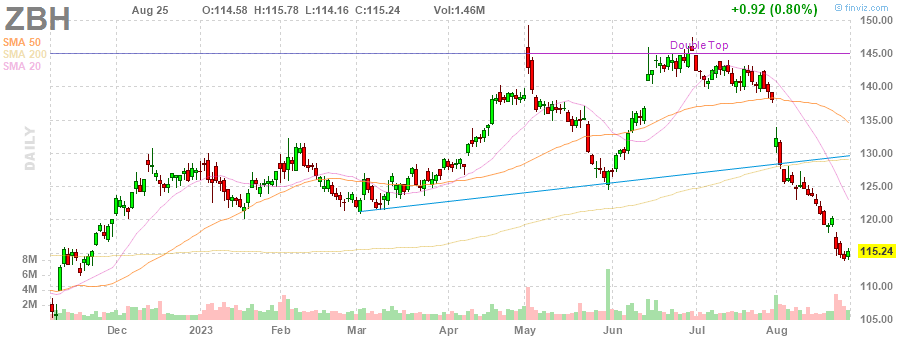 ZBH
Aug 25 O:114.58 H:115.78 L:114.16 C:115.24 Vol:1.46M +0.92 (0.80%)
© finviz.com
SMA 50
SMA 200
SMA 20
DAILY
Double Top
150.00
145.00
140.00
135.00
130.00
125.00
120.00
115.24
110.00
105.00
8M
6M
4M
2M
Dec 2023 Feb Mar Apr May Jun Jul Aug